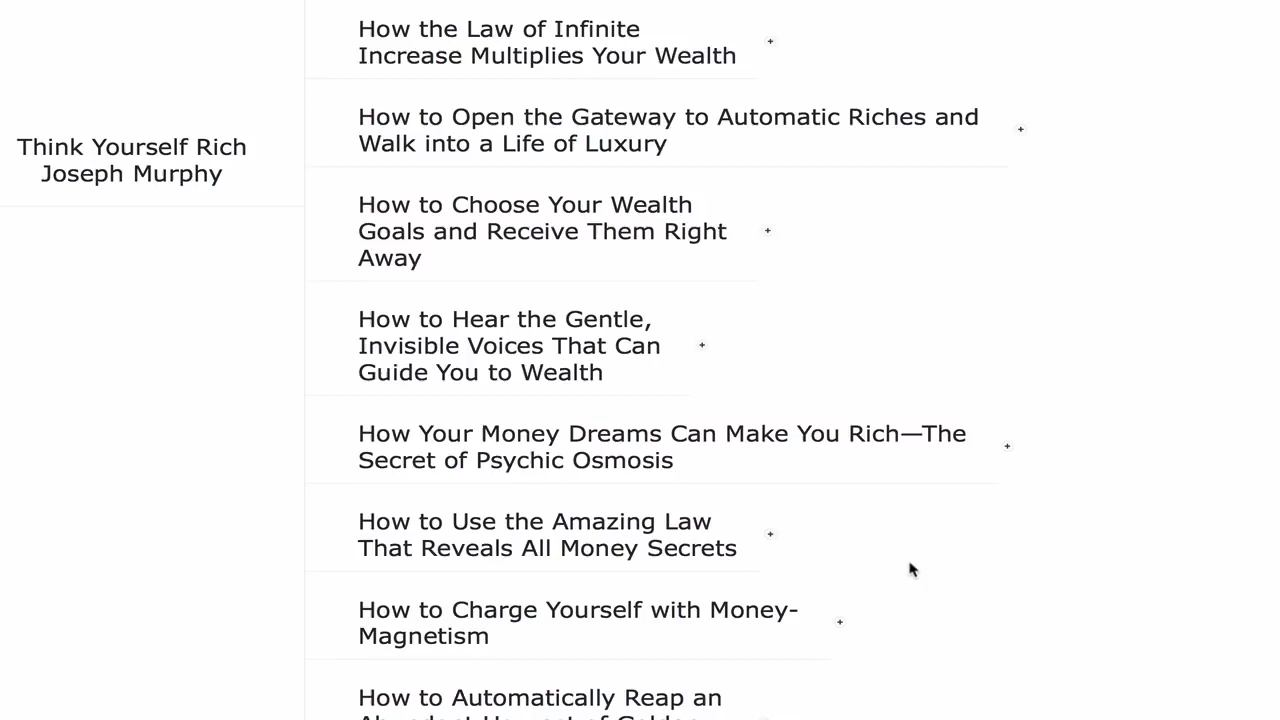 Think Yourself Rich
Joseph Murphy
How the Law of Infinite
Increase Multiplies Your Wealth
How to Open the Gateway to Automatic Riches and
Walk into a Life of Luxury
How to Choose Your Wealth
Goals and Receive Them Right
Away
How to Hear the Gentle,
Invisible Voices That Can
Guide You to Wealth
How Your Money Dreams Can Make You Rich—The
Secret of Psychic Osmosis
How to Use the Amazing Law
That Reveals All Money Secrets
How to Charge Yourself with Money-
Magnetism
How to Automatically Reap an